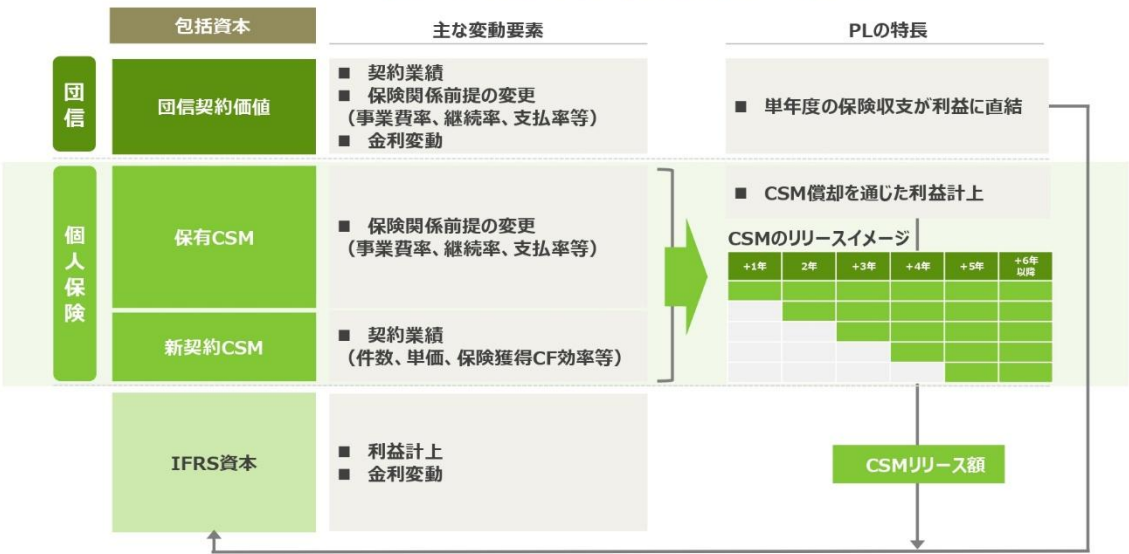 包括資本
主な変動要素
PLの特長
団信
団信契約価値
■ 契約業績
■ 保険関係前提の変更
(事業費率、継続率、支払率等)
■ 金利変動
■ 単年度の保険収支が利益に直結
個人保険
保有CSM
■ 保険関係前提の変更
(事業費率、継続率、支払率等)
■ CSM償却を通じた利益計上
CSMのリリースイメージ
+1年 2年 +3年 +4年 +5年 +6年
以降
新契約CSM
■ 契約業績
(件数、単価、保険獲得CF効率等)
IFRS資本
■ 利益計上
■ 金利変動
CSMリリース額